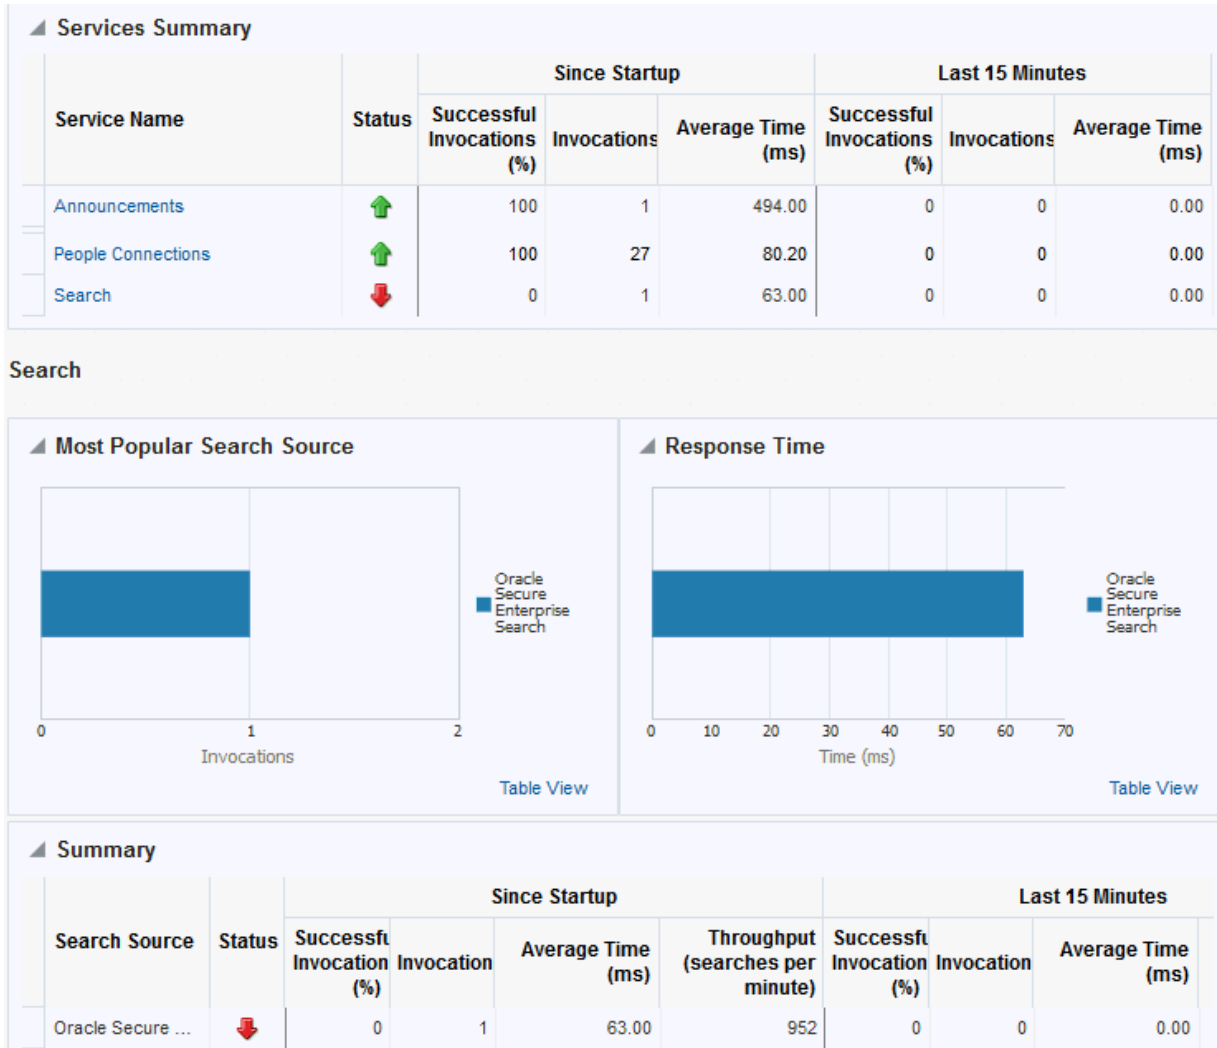 Services Summary
Since Startup Last 15 Minutes
Service Name Status Successful Invocations (%) Invocations Average Time (ms) Successful Invocations (%) Invocations Average Time (ms)
Announcements 100 1 494.00 0 0 0.00
People Connections 100 27 80.20 0 0 0.00
Search 0 1 63.00 0 0 0.00
Search
Most Popular Search Source
Oracle
Secure
Enterprise
Search
0 1 2
Invocations
Table View
Response Time
Oracle
Secure
Enterprise
Search
0 10 20 30 40 50 60 70
Time (ms)
Table View
Summary
Since Startup Last 15 Minutes
Search Source Status Successfu Invocation (%) Invocation Average Time (ms) Throughput (searches per minute) Successfu Invocation (%) Invocation Average Time (ms)
Oracle Secure ... 0 1 63.00 952 0 0 0.00